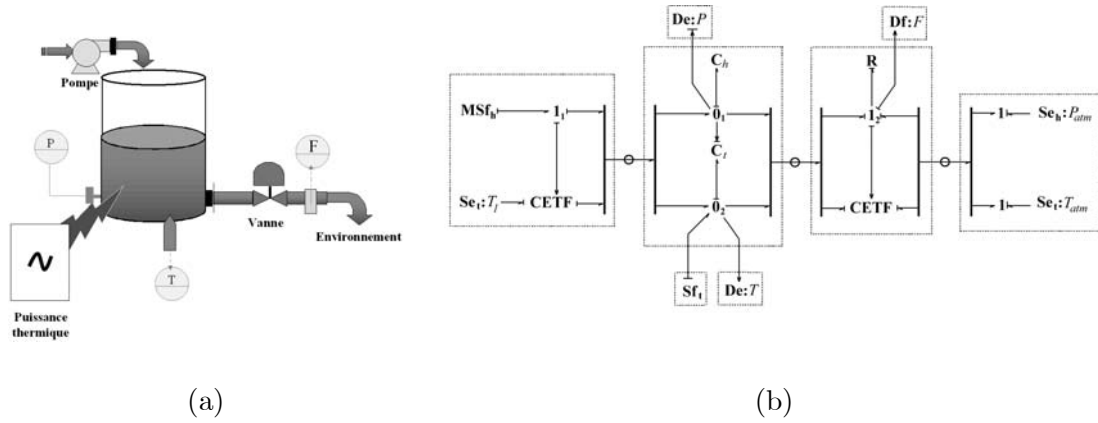 Pompe
P
F
Vanne
Environnement
T
Puissance
thermique
(a)
De:P
Df:F
C_h
R
MSf_h
1_1
0_1
1_2
1
Se_h:P_atm
C_t
Se_t:T_l
CETF
0_2
CETF
1
Se_t:T_atm
Sf_t
De:T
(b)